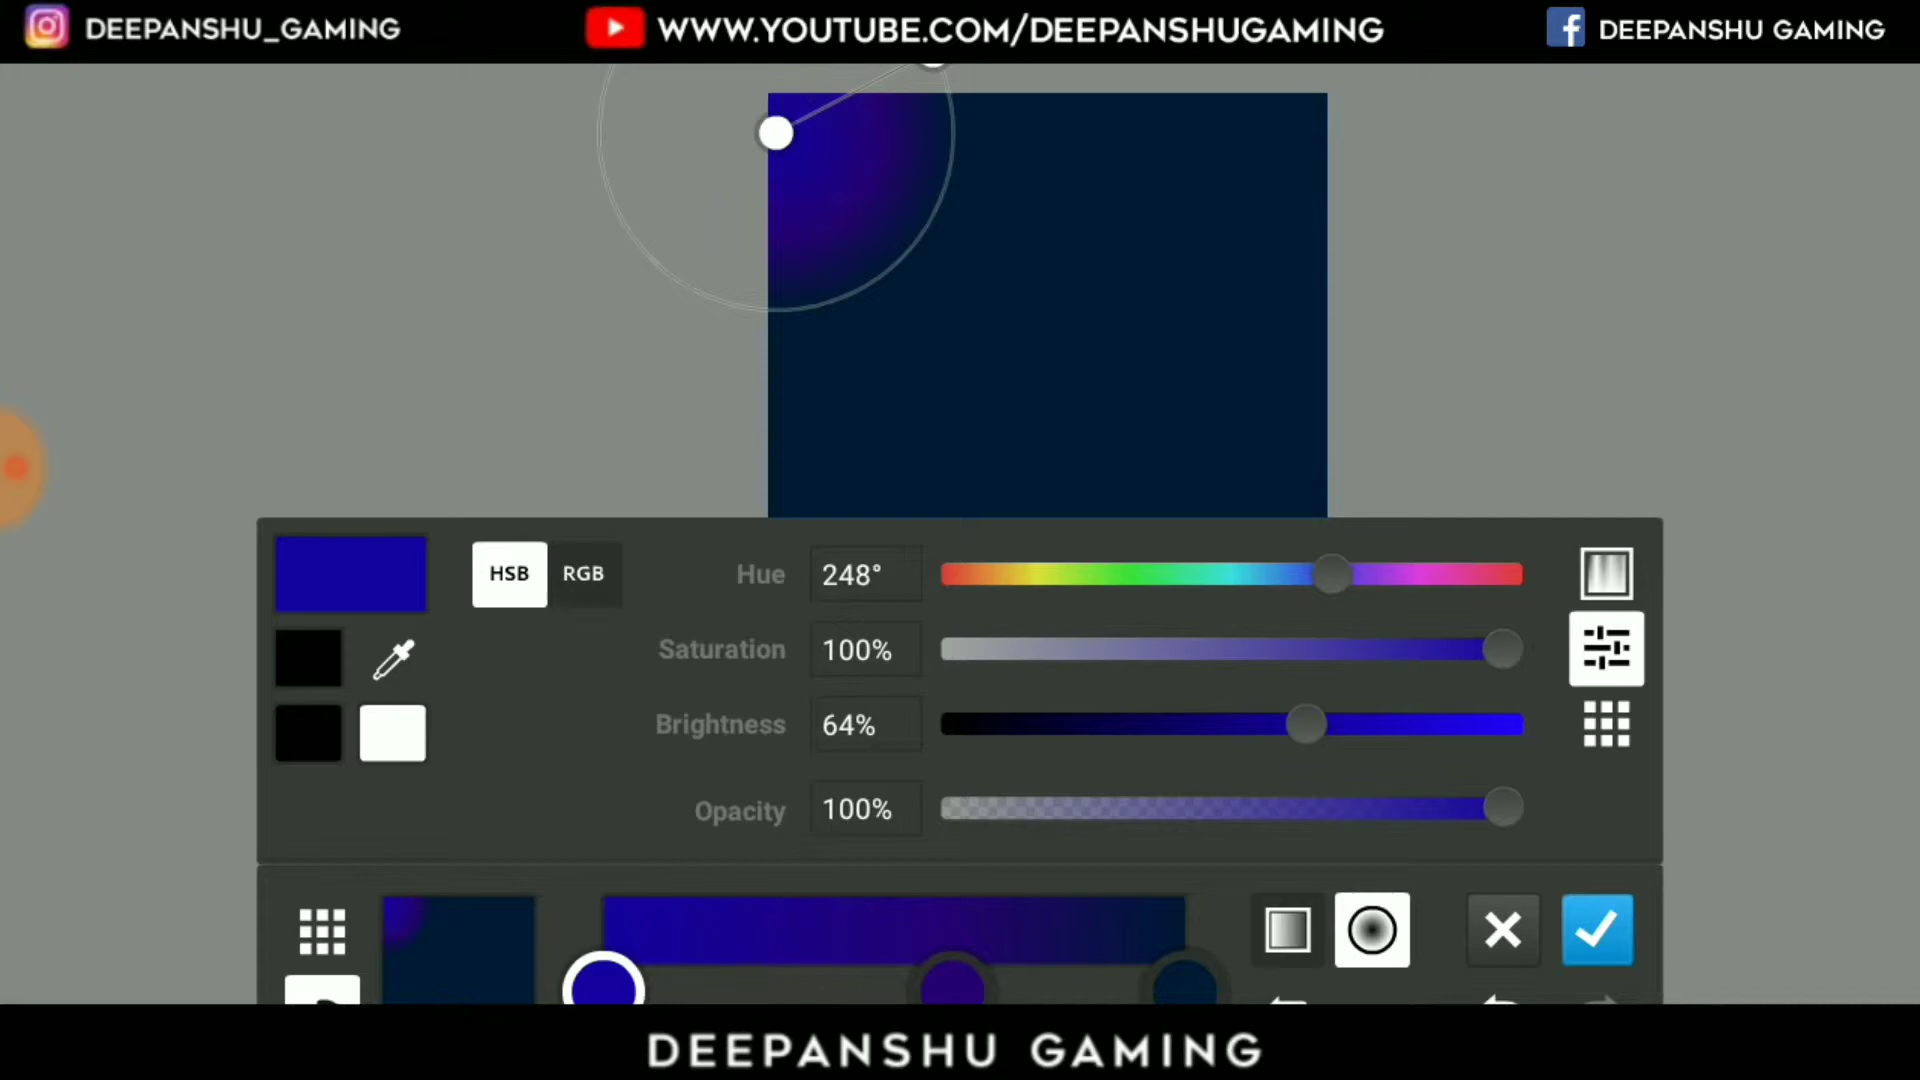 DEEPANSHU_GAMING
WWW.YOUTUBE.COM/DEEPANSHUGAMING
DEEPANSHU GAMING
HSB RGB Hue 248°
Saturation 100%
Brightness 64%
Opacity 100%
DEEPANSHU GAMING